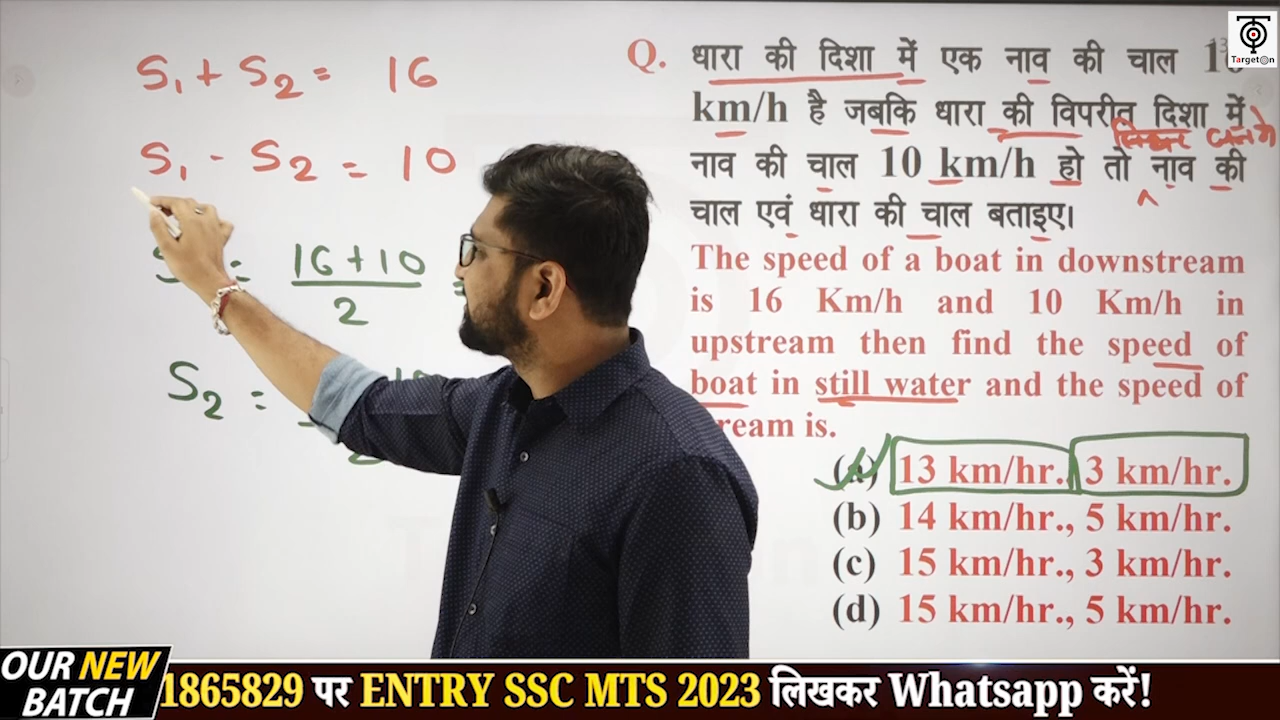 S₁ + S₂ = 16
S₁ - S₂ = 10
16+10
2
S₂ =
Q. धारा की दिशा में एक नाव की चाल 16
km/h है जबकि धारा की विपरीत दिशा में
नाव की चाल 10 km/h हो तो नाव की
चाल एवं धारा की चाल बताइए।
The speed of a boat in downstream
is 16 Km/h and 10 Km/h in
upstream then find the speed of
boat in still water and the speed of
is.
(a) 13 km/hr., 3 km/hr.
(b) 14 km/hr., 5 km/hr.
(c) 15 km/hr., 3 km/hr.
(d) 15 km/hr., 5 km/hr.
TargetOn
OUR NEW
BATCH
1865829 पर ENTRY SSC MTS 2023 लिखकर Whatsapp करें!